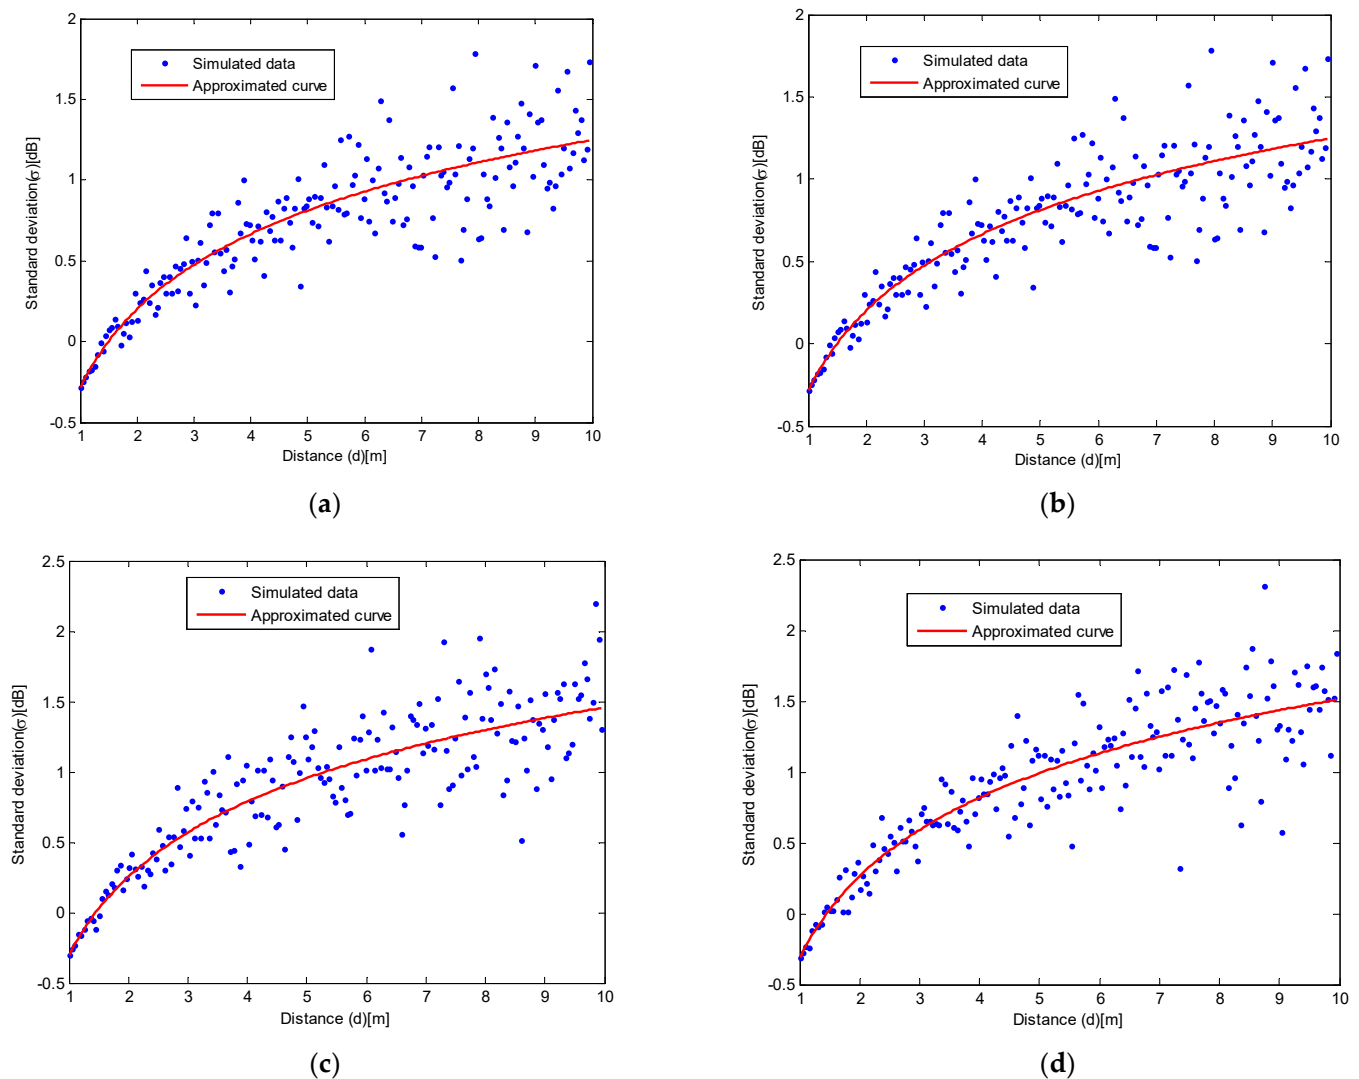 2
1.5
1
0.5
0
-0.5
Standard deviation(σ)[dB]
Simulated data
Approximated curve
1 2 3 4 5 6 7 8 9 10
Distance (d)[m]
(a)
2
1.5
1
0.5
0
-0.5
Standard deviation(σ)[dB]
Simulated data
Approximated curve
1 2 3 4 5 6 7 8 9 10
Distance (d)[m]
(b)
2.5
2
1.5
1
0.5
0
-0.5
Standard deviation(σ)[dB]
Simulated data
Approximated curve
1 2 3 4 5 6 7 8 9 10
Distance (d)[m]
(c)
2.5
2
1.5
1
0.5
0
-0.5
Standard deviation(σ)[dB]
Simulated data
Approximated curve
1 2 3 4 5 6 7 8 9 10
Distance (d)[m]
(d)